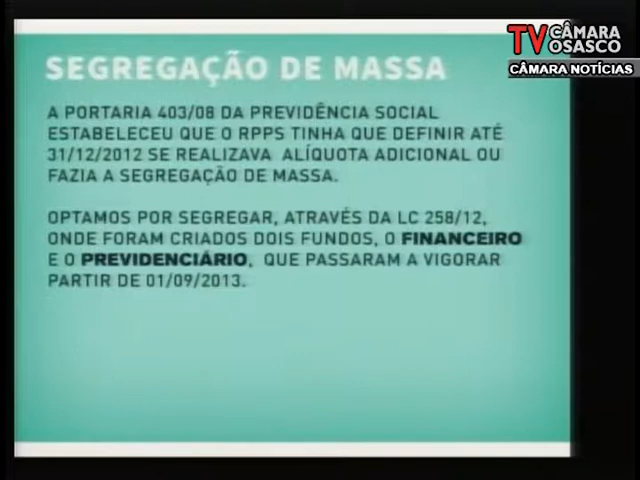 TV CÂMARA
OSASCO
CÂMARA NOTÍCIAS
SEGREGAÇÃO DE MASSA
A PORTARIA 403/08 DA PREVIDÊNCIA SOCIAL
ESTABELECEU QUE O RPPS TINHA QUE DEFINIR ATÉ
31/12/2012 SE REALIZAVA ALÍQUOTA ADICIONAL OU
FAZIA A SEGREGAÇÃO DE MASSA.
OPTAMOS POR SEGREGAR, ATRAVÉS DA LC 258/12,
ONDE FORAM CRIADOS DOIS FUNDOS, O FINANCEIRO
E O PREVIDENCIÁRIO, QUE PASSARAM A VIGORAR
PARTIR DE 01/09/2013.